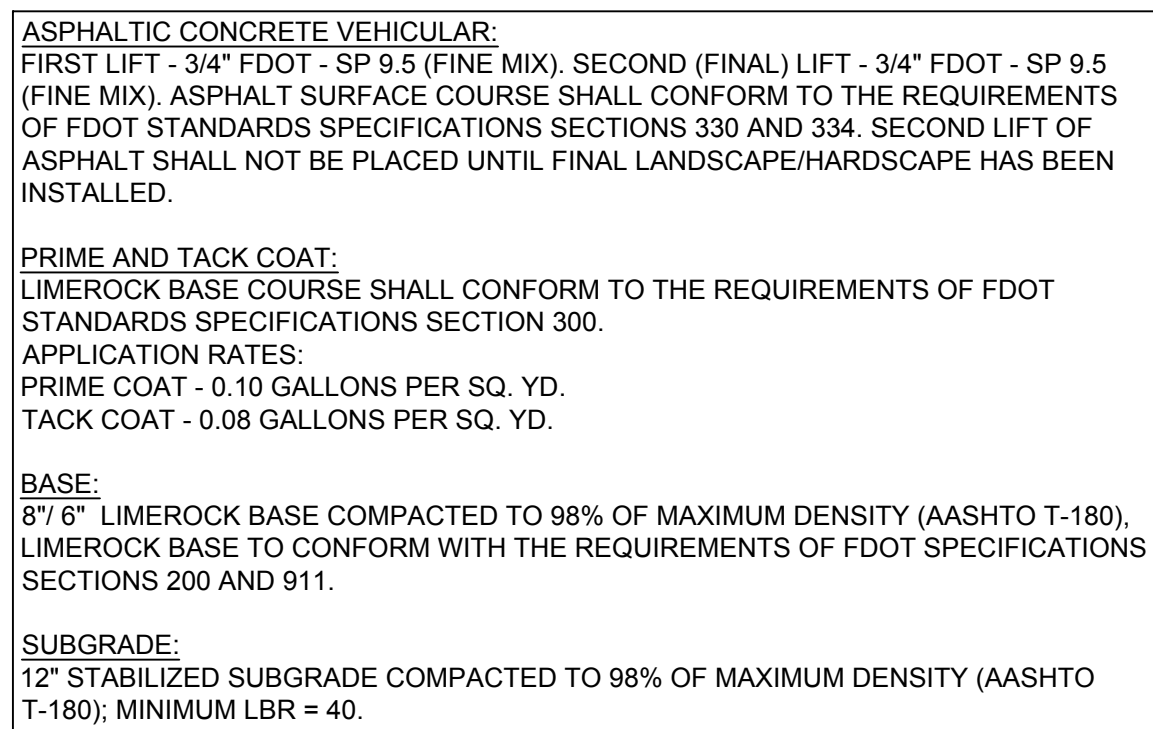 ASPHALTIC CONCRETE VEHICULAR:
FIRST LIFT - 3/4" FDOT - SP 9.5 (FINE MIX). SECOND (FINAL) LIFT - 3/4" FDOT - SP 9.5
(FINE MIX). ASPHALT SURFACE COURSE SHALL CONFORM TO THE REQUIREMENTS
OF FDOT STANDARDS SPECIFICATIONS SECTIONS 330 AND 334. SECOND LIFT OF
ASPHALT SHALL NOT BE PLACED UNTIL FINAL LANDSCAPE/HARDSCAPE HAS BEEN
INSTALLED.
PRIME AND TACK COAT:
LIMEROCK BASE COURSE SHALL CONFORM TO THE REQUIREMENTS OF FDOT
STANDARDS SPECIFICATIONS SECTION 300.
APPLICATION RATES:
PRIME COAT - 0.10 GALLONS PER SQ. YD.
TACK COAT - 0.08 GALLONS PER SQ. YD.
BASE:
8"/ 6" LIMEROCK BASE COMPACTED TO 98% OF MAXIMUM DENSITY (AASHTO T-180),
LIMEROCK BASE TO CONFORM WITH THE REQUIREMENTS OF FDOT SPECIFICATIONS
SECTIONS 200 AND 911.
SUBGRADE:
12" STABILIZED SUBGRADE COMPACTED TO 98% OF MAXIMUM DENSITY (AASHTO
T-180); MINIMUM LBR = 40.